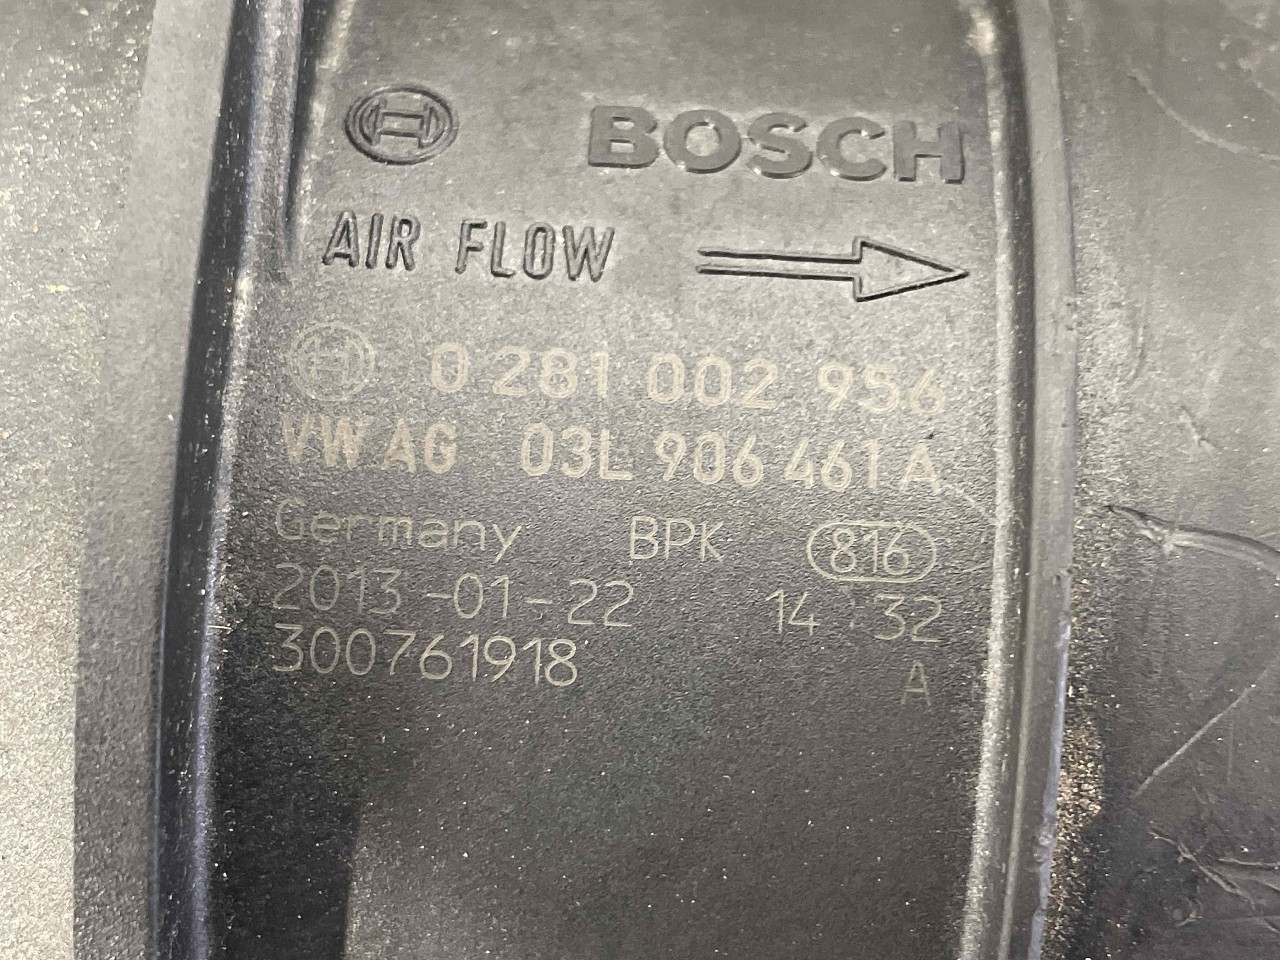 BOSCH
AIR FLOW
0 281 002 956
VW AG 03L 906 461 A
Germany BPK 816
2013-01-22 14:32
300761918 A